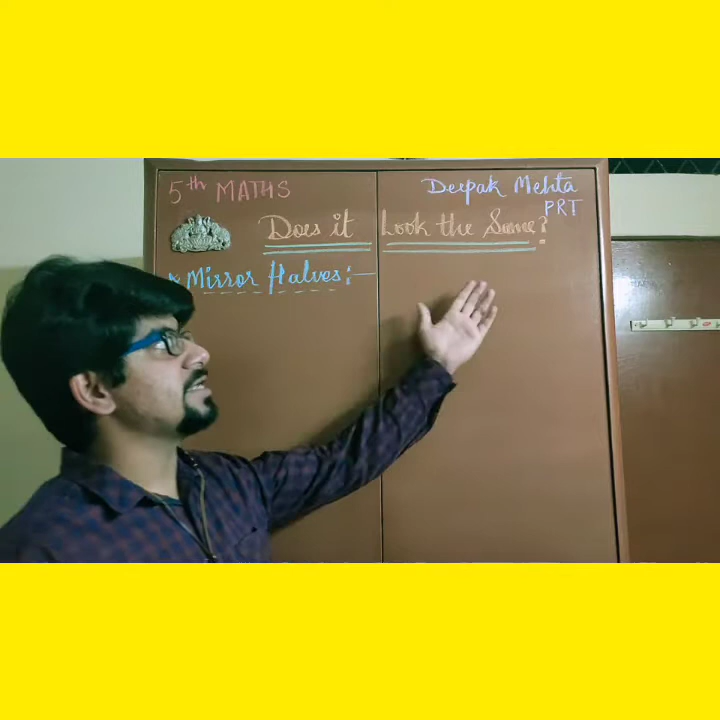 5th MATHS
Deepak Mehta
PRT
Does it Look the Same?
* Mirror Halves:—